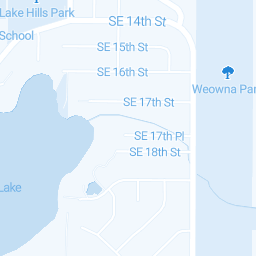 Lake Hills Park
SE 14th St
School
SE 15th St
SE 16th St
Weowna Par
SE 17th St
SE 17th Pl
SE 18th St
Lake